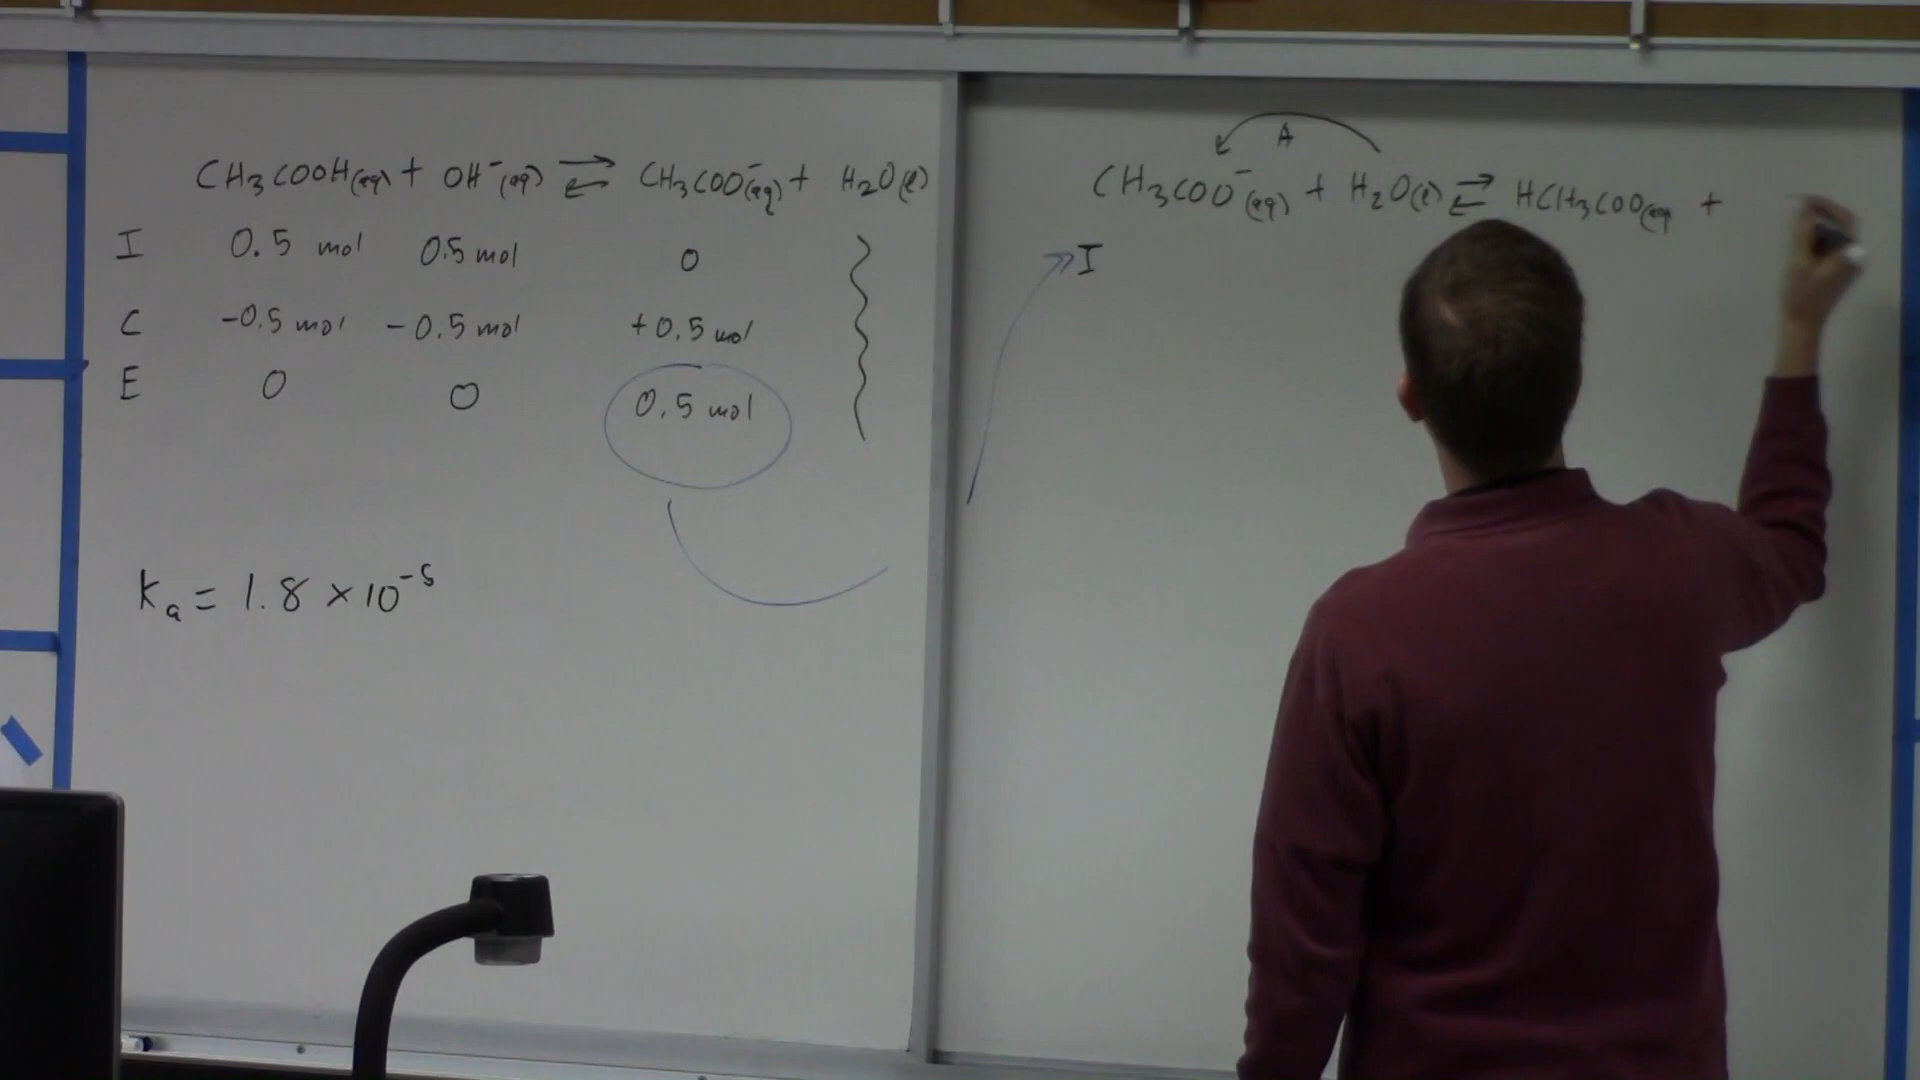 CH₃COOH(aq) + OH⁻(aq) ⇌ CH₃COO⁻(aq) + H₂O(l)
I 0.5 mol 0.5 mol 0
C -0.5 mol -0.5 mol +0.5 mol
E 0 0 0.5 mol
Ka = 1.8 × 10⁻⁵
A
CH₃COO⁻(aq) + H₂O(l) ⇌ HCH₃COO(aq +
I